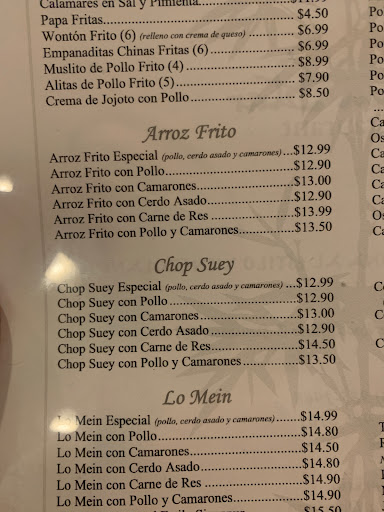 Calamares en Sal y Pimienta
Papa Fritas..........$4.50
Wontón Frito (6) (relleno con crema de queso) ..........$6.99
Empanaditas Chinas Fritas (6)..........$6.99
Muslito de Pollo Frito (4)..........$8.99
Alitas de Pollo Frito (5)..........$7.90
Crema de Jojoto con Pollo..........$8.50
Arroz Frito
Arroz Frito Especial (pollo, cerdo asado y camarones)...$12.99
Arroz Frito con Pollo..........$12.90
Arroz Frito con Camarones..........$13.00
Arroz Frito con Cerdo Asado..........$12.90
Arroz Frito con Carne de Res ..........$13.99
Arroz Frito con Pollo y Camarones..........$13.50
Chop Suey
Chop Suey Especial (pollo, cerdo asado y camarones)...$12.99
Chop Suey con Pollo ..........$12.90
Chop Suey con Camarones..........$13.00
Chop Suey con Cerdo Asado ..........$12.90
Chop Suey con Carne de Res..........$14.50
Chop Suey con Pollo y Camarones ..........$13.50
Lo Mein
Lo Mein Especial (pollo, cerdo asado y camarones).......$14.99
Lo Mein con Pollo..........$14.80
Lo Mein con Camarones..........$14.50
Lo Mein con Cerdo Asado..........$14.80
Lo Mein con Carne de Res ..........$14.90
Lo Mein con Pollo y Camarones..........$14.90
$15.50